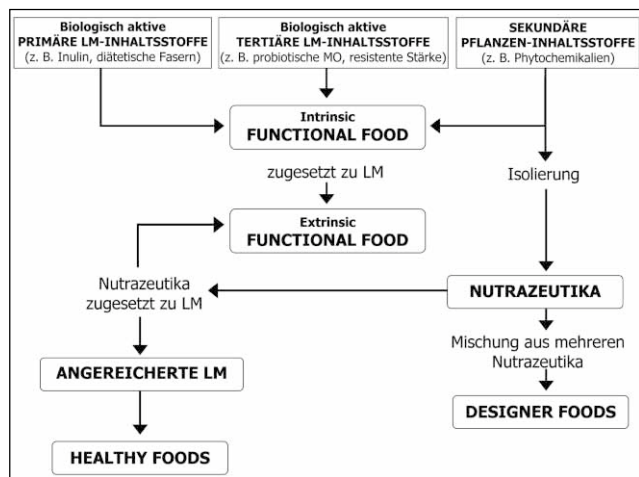 Biologisch aktive
PRIMÄRE LM-INHALTSSTOFFE
(z. B. Inulin, diätetische Fasern)
Biologisch aktive
TERTIÄRE LM-INHALTSSTOFFE
(z. B. probiotische MO, resistente Stärke)
SEKUNDÄRE
PFLANZEN-INHALTSSTOFFE
(z. B. Phytochemikalien)
Intrinsic
FUNCTIONAL FOOD
zugesetzt zu LM
Isolierung
Extrinsic
FUNCTIONAL FOOD
Nutrazeutika
zugesetzt zu LM
NUTRAZEUTIKA
Mischung aus mehreren
Nutrazeutika
ANGEREICHERTE LM
DESIGNER FOODS
HEALTHY FOODS